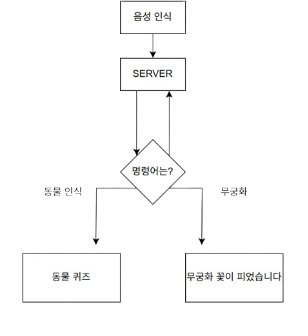 음성 인식
SERVER
명령어는?
동물 인식
무궁화
동물 퀴즈
무궁화 꽃이 피었습니다